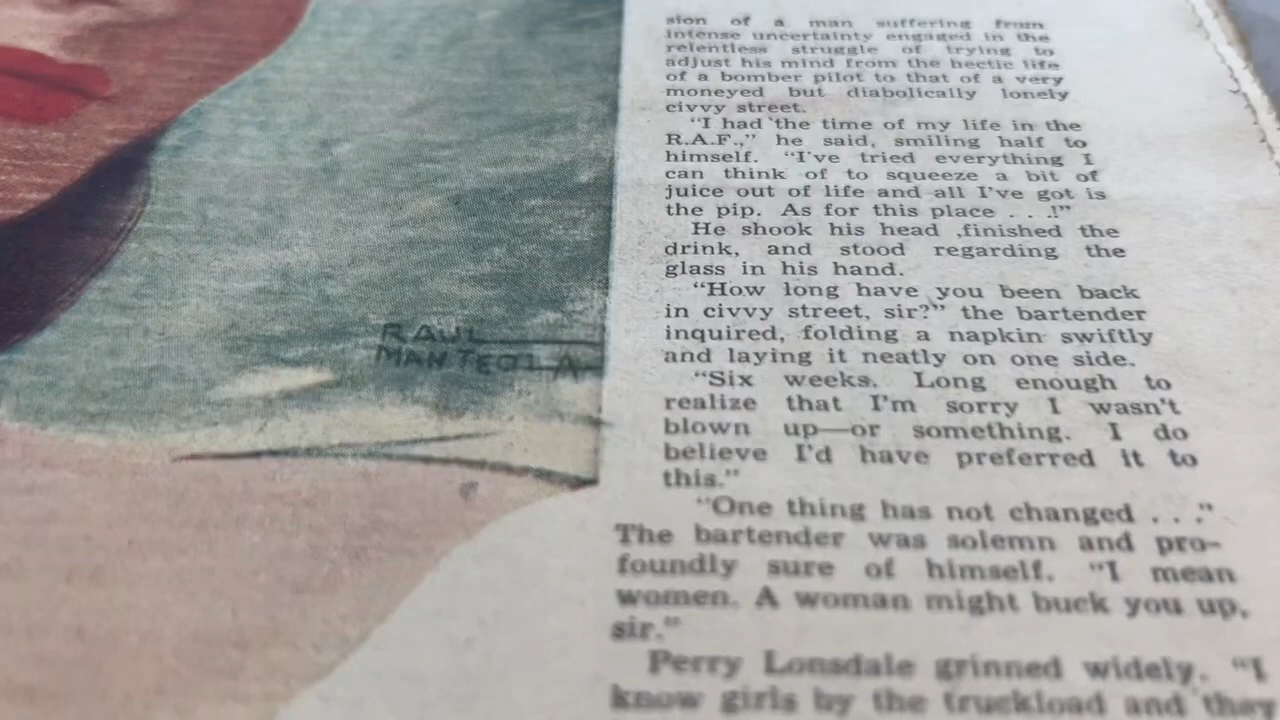 RAUL
MANTEOLA
sion of a man suffering from
intense uncertainty engaged in the
relentless struggle of trying to
adjust his mind from the hectic life
of a bomber pilot to that of a very
moneyed but diabolically lonely
civvy street.
"I had the time of my life in the
R.A.F.," he said, smiling half to
himself. "I've tried everything I
can think of to squeeze a bit of
juice out of life and all I've got is
the pip. As for this place . . .!"
He shook his head ,finished the
drink, and stood regarding the
glass in his hand.
"How long have you been back
in civvy street, sir?" the bartender
inquired, folding a napkin swiftly
and laying it neatly on one side.
"Six weeks. Long enough to
realize that I'm sorry I wasn't
blown up—or something. I do
believe I'd have preferred it to
this."
"One thing has not changed . . ."
The bartender was solemn and pro-
foundly sure of himself. "I mean
women. A woman might buck you up,
sir."
Perry Lonsdale grinned widely. "I
know girls by the truckload and they